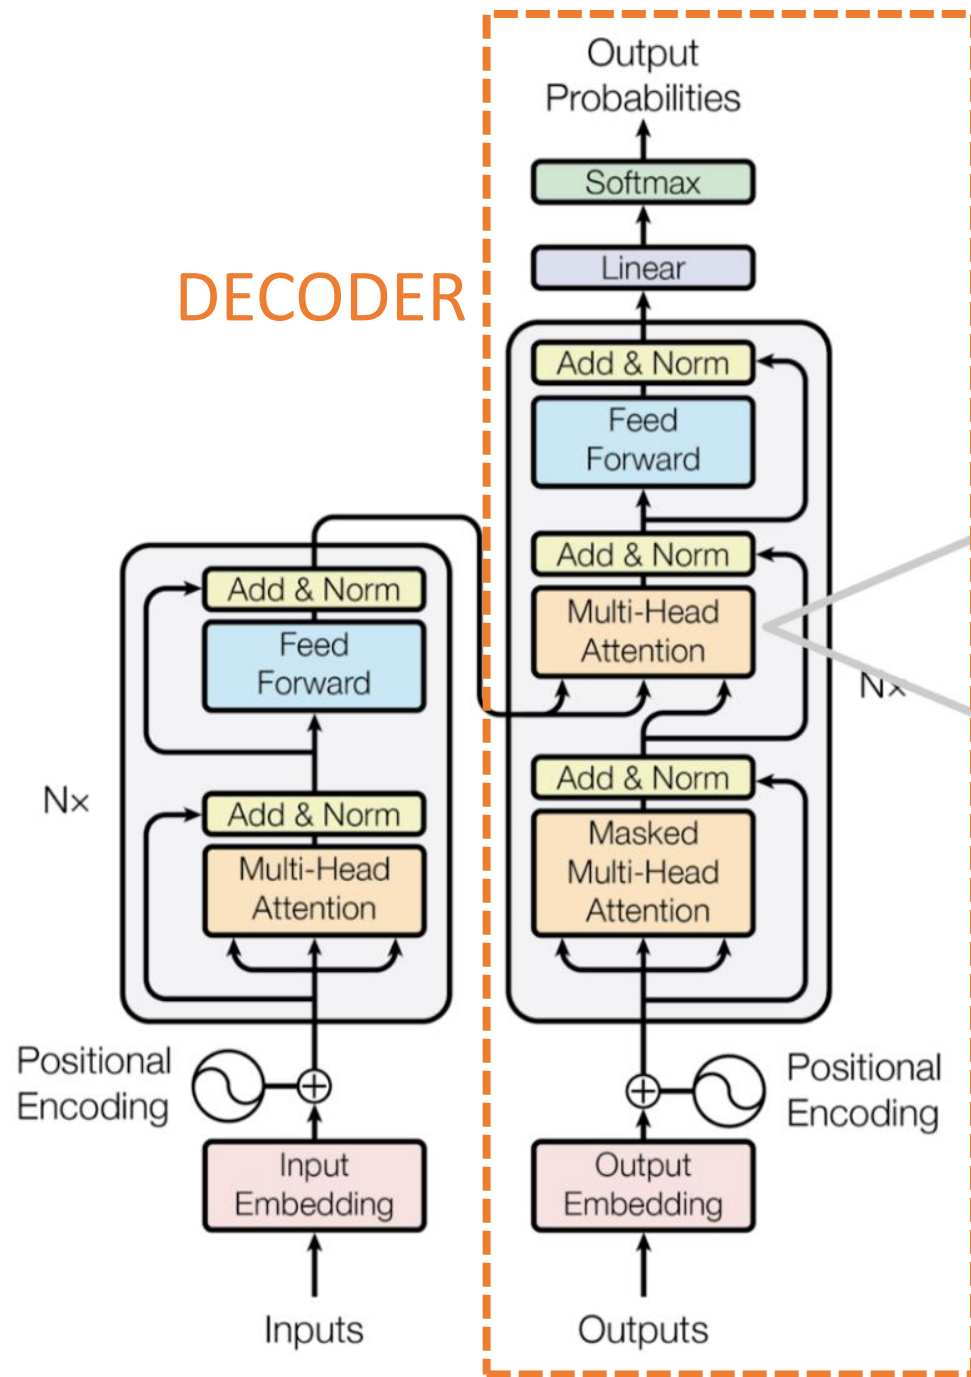 Output
Probabilities
Softmax
Linear
DECODER
Add & Norm
Feed
Forward
Add & Norm
Multi-Head
Attention
Nx
Add & Norm
Masked
Multi-Head
Attention
Positional
Encoding
Output
Embedding
Outputs
Add & Norm
Feed
Forward
Nx
Add & Norm
Multi-Head
Attention
Positional
Encoding
Input
Embedding
Inputs